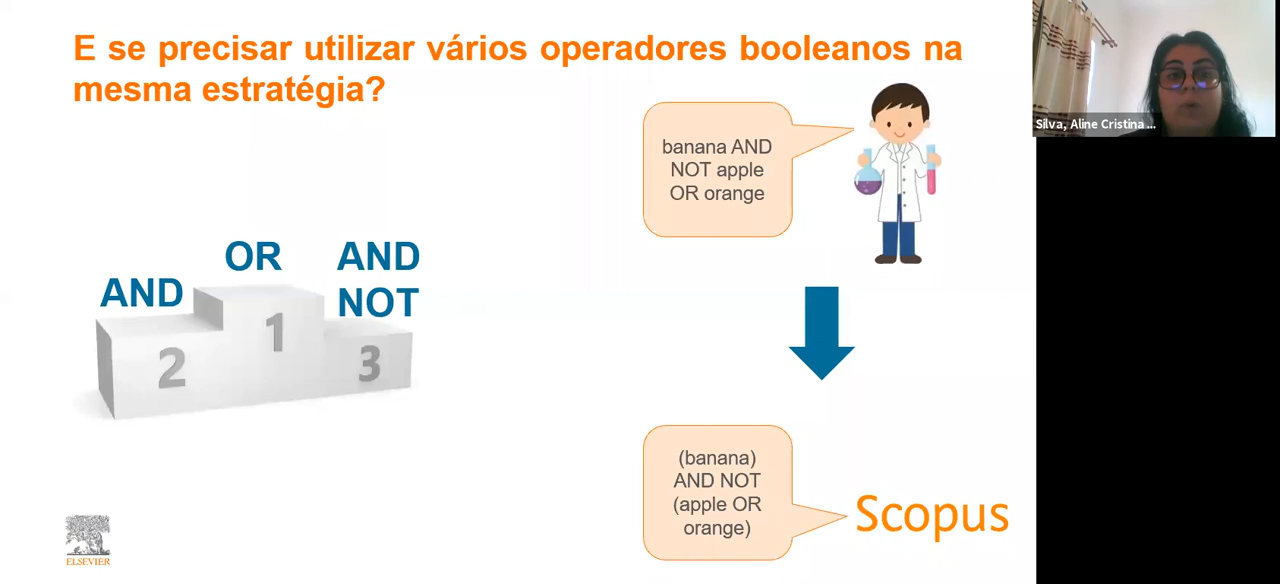 E se precisar utilizar vários operadores booleanos na
mesma estratégia?
banana AND
NOT apple
OR orange
Silva, Aline Cristina ...
OR
AND
NOT
AND
1
2
3
(banana)
AND NOT
(apple OR
orange)
Scopus
ELSEVIER